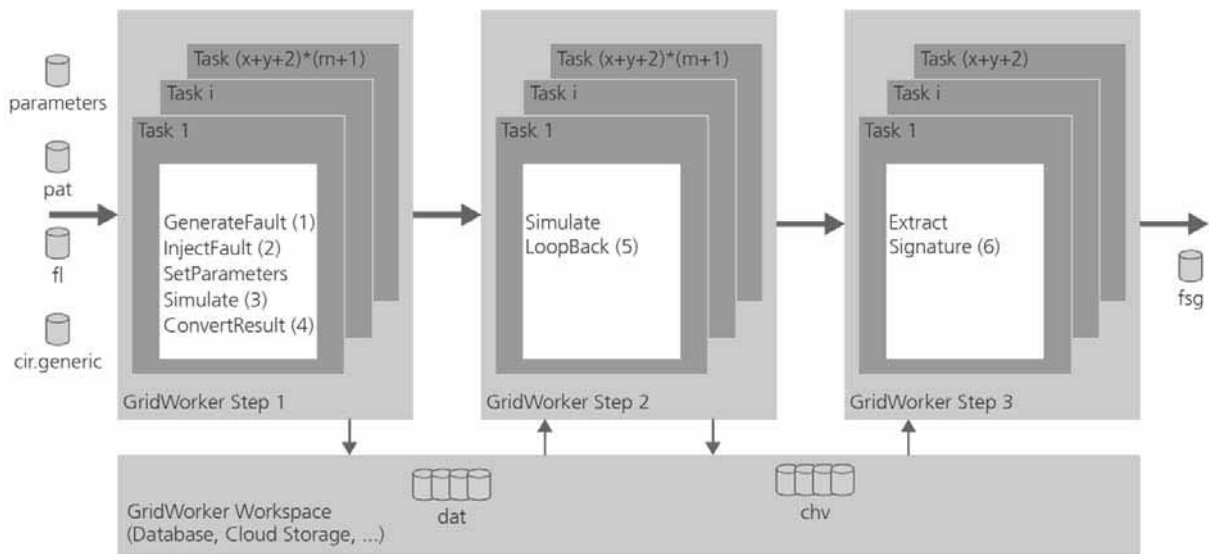 parameters
pat
fl
cir.generic
Task (x+y+2)*(m+1)
Task i
Task 1
GenerateFault (1)
InjectFault (2)
SetParameters
Simulate (3)
ConvertResult (4)
GridWorker Step 1
Task (x+y+2)*(m+1)
Task i
Task 1
Simulate
LoopBack (5)
GridWorker Step 2
Task (x+y+2)
Task i
Task 1
Extract
Signature (6)
GridWorker Step 3
fsg
GridWorker Workspace
(Database, Cloud Storage, ...)
dat
chv